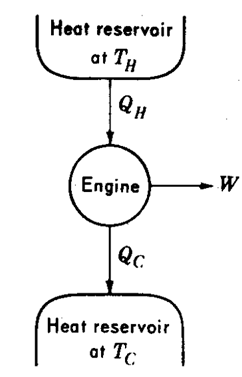 Heat reservoir
at T_H
Q_H
Engine
W
Q_C
Heat reservoir
at T_C